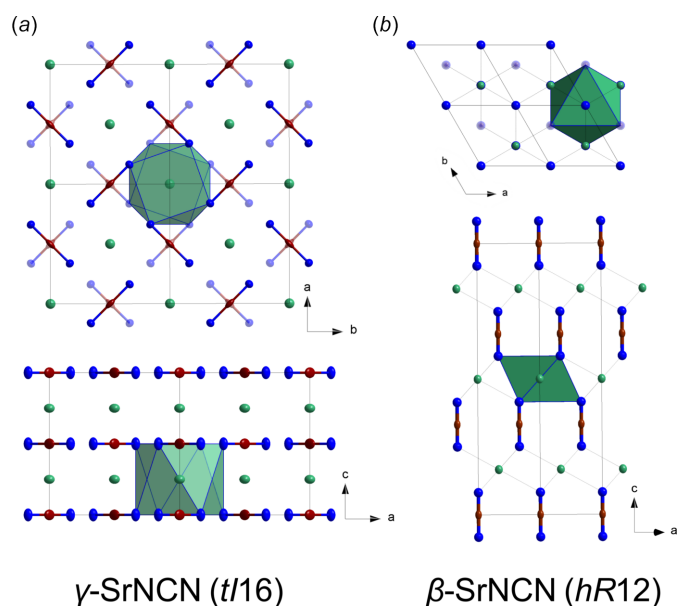 (a)
a
b
c
a
γ-SrNCN (tI16)
(b)
b
a
c
a
β-SrNCN (hR12)